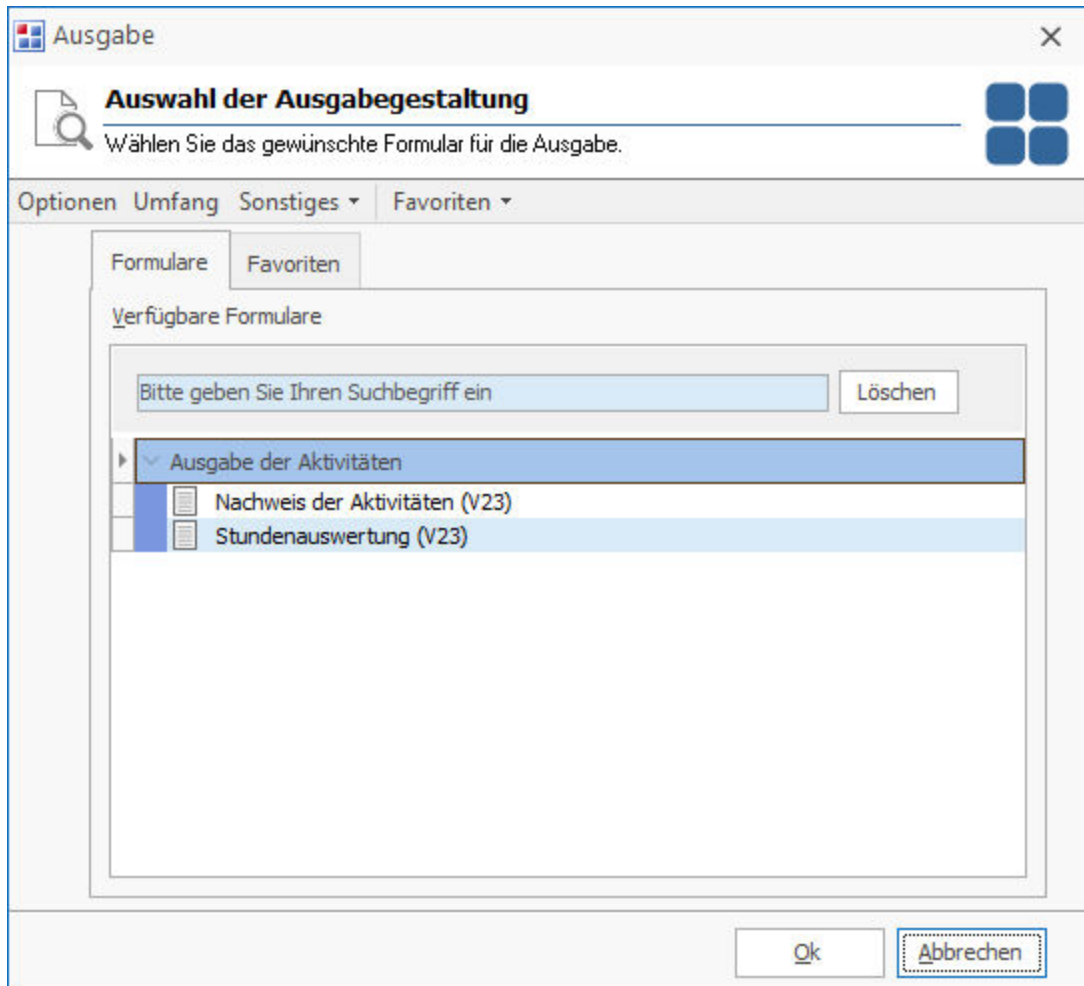 Ausgabe
Auswahl der Ausgabegestaltung
Wählen Sie das gewünschte Formular für die Ausgabe.
Optionen Umfang Sonstiges Favoriten
Formulare Favoriten
Verfügbare Formulare
Bitte geben Sie Ihren Suchbegriff ein Löschen
Ausgabe der Aktivitäten
Nachweis der Aktivitäten (V23)
Stundenauswertung (V23)
Ok Abbrechen